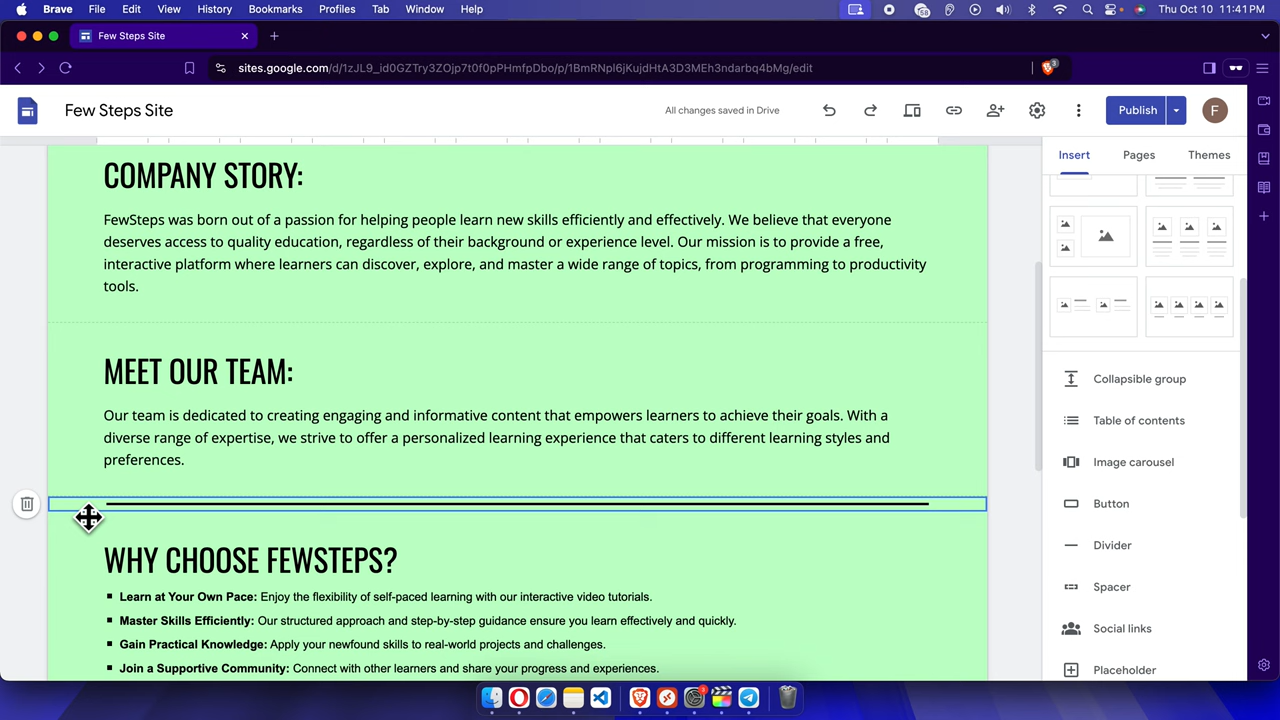 Brave File Edit View History Bookmarks Profiles Tab Window Help Thu Oct 10 11:41 PM
Few Steps Site
sites.google.com/d/1zJL9_id0GZTry3ZOjp7t0f0pPHmfpDbo/p/1BmRNpl6jKujdHtA3D3MEh3ndarbq4bMg/edit
3
Few Steps Site
All changes saved in Drive
Publish
F
Insert
Pages
Themes
COMPANY STORY:
FewSteps was born out of a passion for helping people learn new skills efficiently and effectively. We believe that everyone
deserves access to quality education, regardless of their background or experience level. Our mission is to provide a free,
interactive platform where learners can discover, explore, and master a wide range of topics, from programming to productivity
tools.
MEET OUR TEAM:
Our team is dedicated to creating engaging and informative content that empowers learners to achieve their goals. With a
diverse range of expertise, we strive to offer a personalized learning experience that caters to different learning styles and
preferences.
WHY CHOOSE FEWSTEPS?
Learn at Your Own Pace: Enjoy the flexibility of self-paced learning with our interactive video tutorials.
Master Skills Efficiently: Our structured approach and step-by-step guidance ensure you learn effectively and quickly.
Gain Practical Knowledge: Apply your newfound skills to real-world projects and challenges.
Join a Supportive Community: Connect with other learners and share your progress and experiences.
Collapsible group
Table of contents
Image carousel
Button
Divider
Spacer
Social links
Placeholder